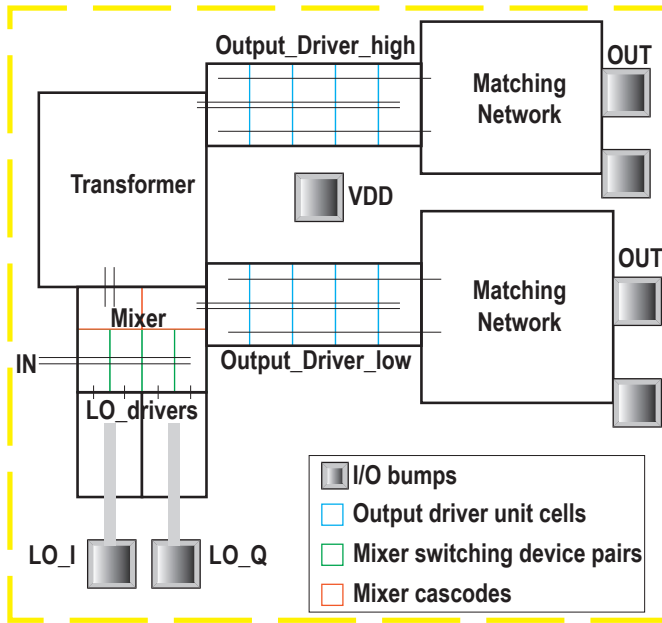 Output_Driver_high
Matching
Network
OUT
Transformer
VDD
Mixer
IN
Output_Driver_low
Matching
Network
OUT
LO_drivers
LO_I
LO_Q
I/O bumps
Output driver unit cells
Mixer switching device pairs
Mixer cascodes